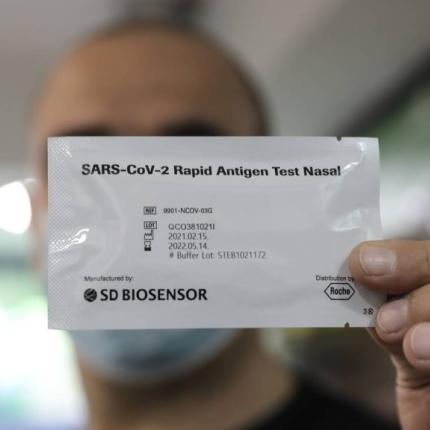 SARS-CoV-2 Rapid Antigen Test Nasal
REF 9901-NCOV-03G
LOT QCO381021I
2021.02.15.
2022.05.14.
# Buffer Lot: STEB1021172
Manufactured by:
SD BIOSENSOR
Distribution by
Roche